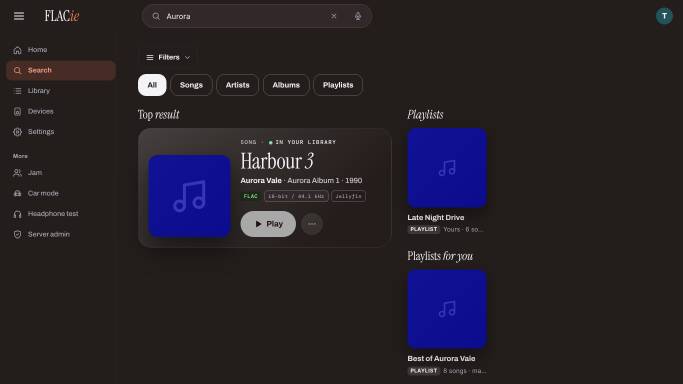 FLACie
Aurora
T
Home
Search
Library
Devices
Settings
More
Jam
Car mode
Headphone test
Server admin
Filters
All
Songs
Artists
Albums
Playlists
Top result
SONG · IN YOUR LIBRARY
Harbour 3
Aurora Vale · Aurora Album 1 · 1990
FLAC 16-bit / 44.1 kHz Jellyfin
Play
Playlists
Late Night Drive
PLAYLIST Yours · 6 so...
Playlists for you
Best of Aurora Vale
PLAYLIST 8 songs · ma...